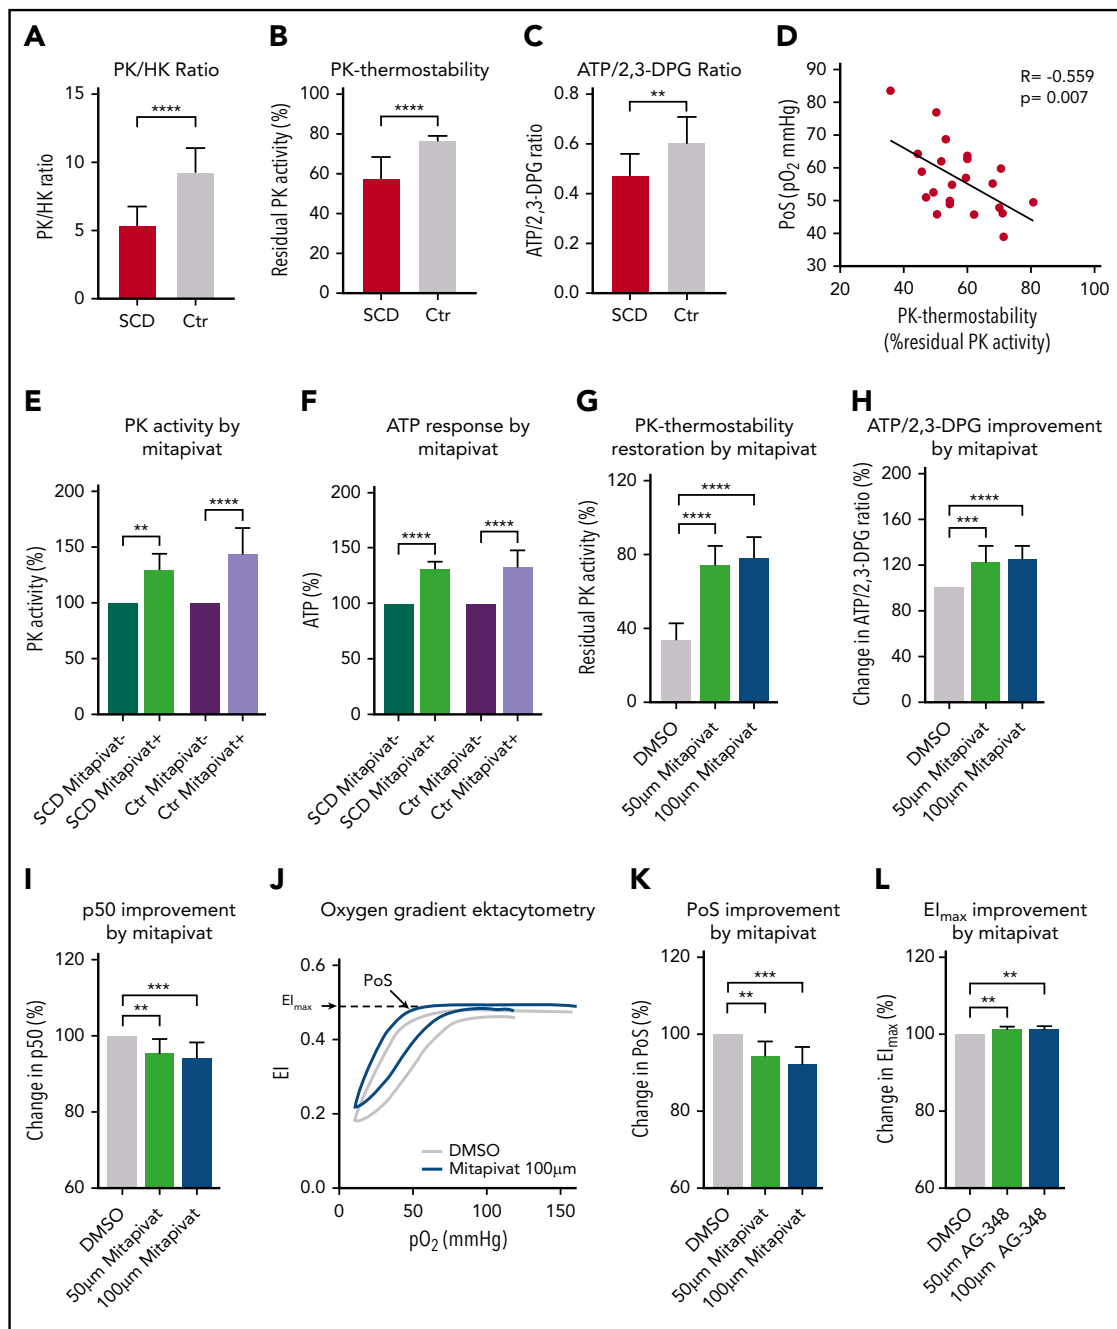 A
PK/HK Ratio
PK/HK ratio
15
10
5
0
****
SCD
Ctr
B
PK-thermostability
Residual PK activity (%)
100
80
60
40
20
0
****
SCD
Ctr
C
ATP/2,3-DPG Ratio
ATP/2,3-DPG ratio
0.8
0.6
0.4
0.2
0.0
**
SCD
Ctr
D
R= -0.559
p= 0.007
PoS (pO2 mmHg)
90
80
70
60
50
40
30
20
40
60
80
100
PK-thermostability
(%residual PK activity)
E
PK activity by
mitapivat
PK activity (%)
200
150
100
50
0
**
****
SCD Mitapivat-
SCD Mitapivat+
Ctr Mitapivat-
Ctr Mitapivat+
F
ATP response by
mitapivat
ATP (%)
200
150
100
50
0
****
****
SCD Mitapivat-
SCD Mitapivat+
Ctr Mitapivat-
Ctr Mitapivat+
G
PK-thermostability
restoration by mitapivat
Residual PK activity (%)
120
80
40
0
****
****
DMSO
50μm Mitapivat
100μm Mitapivat
H
ATP/2,3-DPG improvement
by mitapivat
Change in ATP/2,3-DPG ratio (%)
200
160
120
80
40
0
****
***
DMSO
50μm Mitapivat
100μm Mitapivat
I
p50 improvement
by mitapivat
Change in p50 (%)
120
100
80
60
***
**
DMSO
50μm Mitapivat
100μm Mitapivat
J
Oxygen gradient ektacytometry
EI
0.6
0.4
0.2
0.0
EImax
PoS
DMSO
Mitapivat 100μm
0
50
100
150
pO2 (mmHg)
K
PoS improvement
by mitapivat
Change in PoS (%)
120
100
80
60
***
**
DMSO
50μm Mitapivat
100μm Mitapivat
L
EImax improvement
by mitapivat
Change in EImax (%)
120
100
80
60
**
**
DMSO
50μm AG-348
100μm AG-348